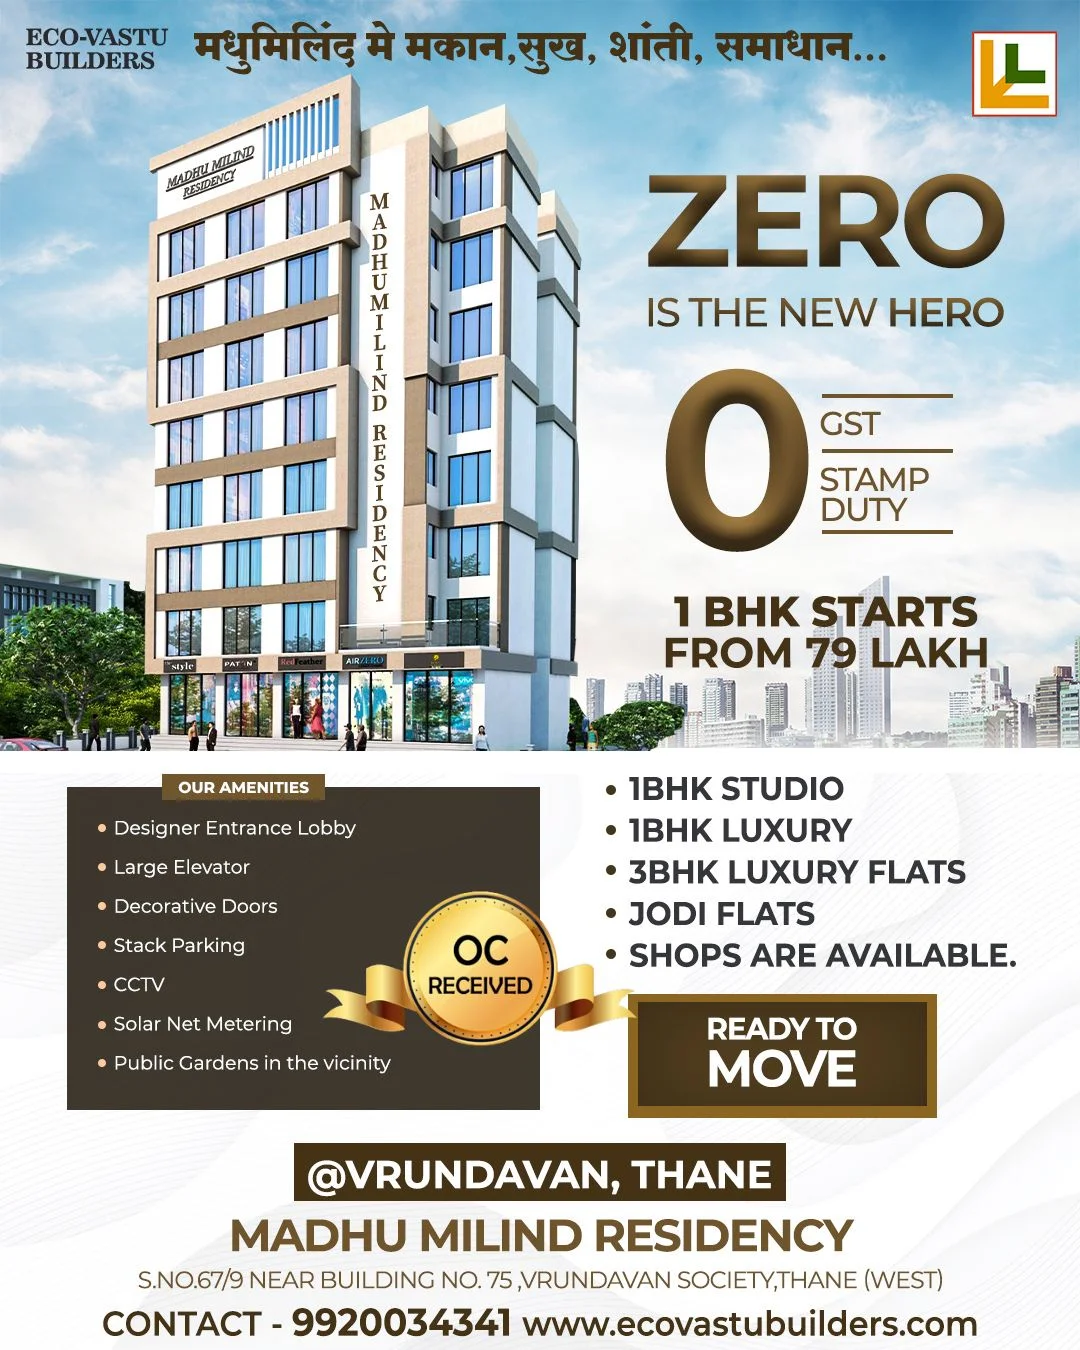 ECO-VASTU
BUILDERS
मधुमिलिंद मे मकान,सुख, शांती, समाधान...
MADHU MILIND
RESIDENCY
MADHUMILIND RESIDENCY
ZERO
IS THE NEW HERO
0
GST
STAMP
DUTY
1 BHK STARTS
FROM 79 LAKH
style
RedFeather
AIRZERO
vivo
OUR AMENITIES
• Designer Entrance Lobby
• Large Elevator
• Decorative Doors
• Stack Parking
• CCTV
• Solar Net Metering
• Public Gardens in the vicinity
OC
RECEIVED
• 1BHK STUDIO
• 1BHK LUXURY
• 3BHK LUXURY FLATS
• JODI FLATS
• SHOPS ARE AVAILABLE.
READY TO
MOVE
@VRUNDAVAN, THANE
MADHU MILIND RESIDENCY
S.NO.67/9 NEAR BUILDING NO. 75 ,VRUNDAVAN SOCIETY,THANE (WEST)
CONTACT - 9920034341 www.ecovastubuilders.com